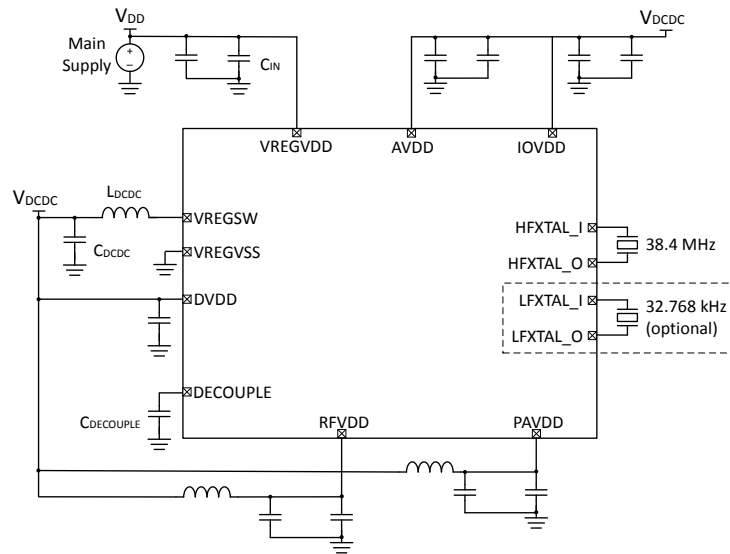 VDD
VDCDC
Main
Supply
+
−
CIN
VREGVDD
AVDD
IOVDD
VDCDC
LDCDC
VREGSW
CDCDC
VREGVSS
DVDD
HFXTAL_I
38.4 MHz
HFXTAL_O
LFXTAL_I
32.768 kHz
(optional)
LFXTAL_O
DECOUPLE
CDECOUPLE
RFVDD
PAVDD